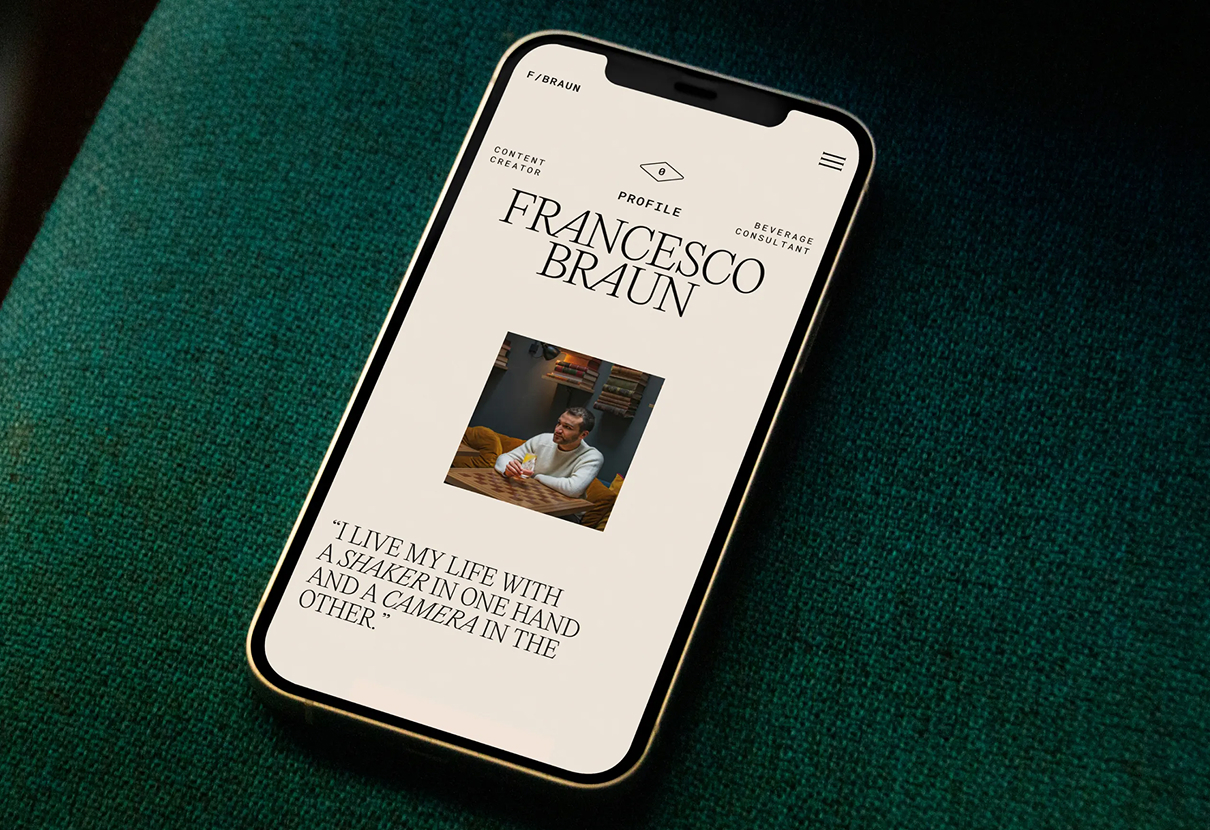 F/BRAUN
CONTENT
CREATOR
0
PROFILE
BEVERAGE
CONSULTANT
FRANCESCO
BRAUN
“I LIVE MY LIFE WITH
A SHAKER IN ONE HAND
AND A CAMERA IN THE
OTHER.”